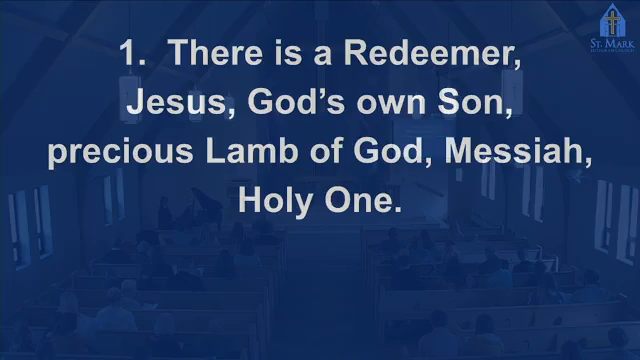 1. There is a Redeemer,
Jesus, God's own Son,
precious Lamb of God, Messiah,
Holy One.
St. Mark